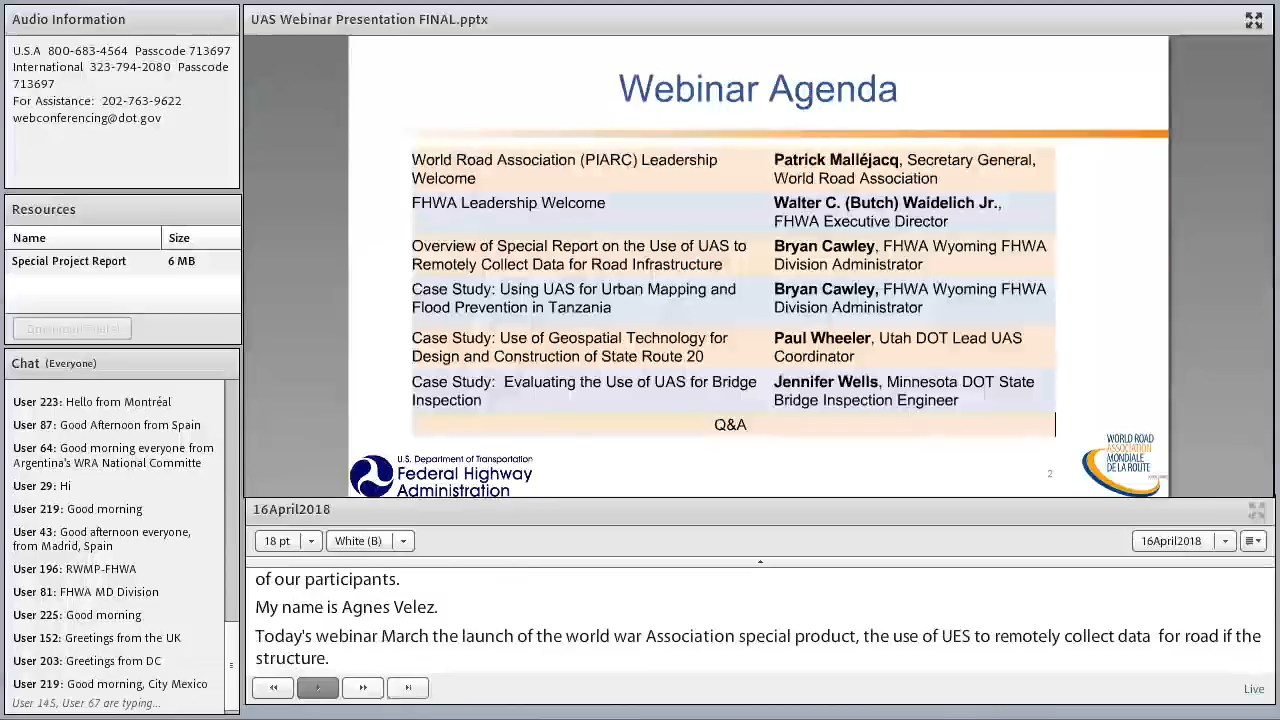 Audio Information
U.S.A 800-683-4564 Passcode 713697
International 323-794-2080 Passcode
713697
For Assistance: 202-763-9622
webconferencing@dot.gov
Resources
Name Size
Special Project Report 6 MB
Chat (Everyone)
User 223: Hello from Montréal
User 87: Good Afternoon from Spain
User 64: Good morning everyone from
Argentina's WRA National Committe
User 29: Hi
User 219: Good morning
User 43: Good afternoon everyone,
from Madrid, Spain
User 196: RWMP-FHWA
User 81: FHWA MD Division
User 225: Good morning
User 152: Greetings from the UK
User 203: Greetings from DC
User 219: Good morning, City Mexico
User 145, User 67 are typing...
UAS Webinar Presentation FINAL.pptx
Webinar Agenda
World Road Association (PIARC) Leadership
Welcome
Patrick Malléjacq, Secretary General,
World Road Association
FHWA Leadership Welcome
Walter C. (Butch) Waidelich Jr.,
FHWA Executive Director
Overview of Special Report on the Use of UAS to
Remotely Collect Data for Road Infrastructure
Bryan Cawley, FHWA Wyoming FHWA
Division Administrator
Case Study: Using UAS for Urban Mapping and
Flood Prevention in Tanzania
Bryan Cawley, FHWA Wyoming FHWA
Division Administrator
Case Study: Use of Geospatial Technology for
Design and Construction of State Route 20
Paul Wheeler, Utah DOT Lead UAS
Coordinator
Case Study: Evaluating the Use of UAS for Bridge
Inspection
Jennifer Wells, Minnesota DOT State
Bridge Inspection Engineer
Q&A
U.S. Department of Transportation
Federal Highway
Administration
2
WORLD ROAD
ASSOCIATION
MONDIALE
DE LA ROUTE
16April2018
18 pt White (B) 16April2018
of our participants.
My name is Agnes Velez.
Today's webinar March the launch of the world war Association special product, the use of UES to remotely collect data for road if the
structure.
Live